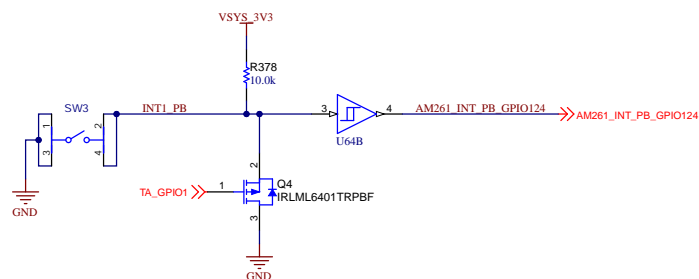 VSYS_3V3
R378
10.0k
SW3
INT1_PB
1
2
3
4
3
4
AM261_INT_PB_GPIO124
AM261_INT_PB_GPIO124
U64B
2
TA_GPIO1
1
Q4
IRLML6401TRPBF
3
GND
GND